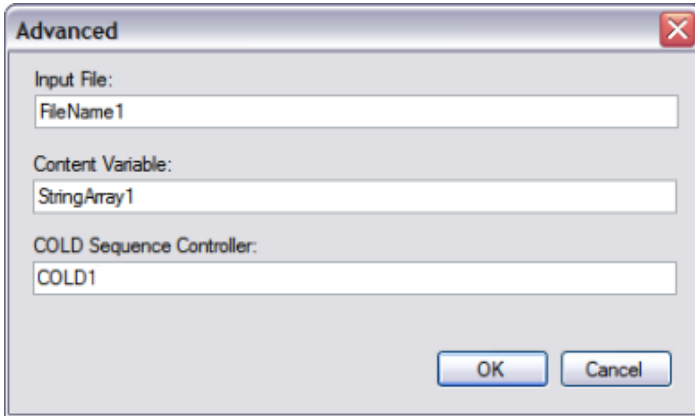 Advanced
Input File:
FileName1
Content Variable:
StringArray1
COLD Sequence Controller:
COLD1
OK Cancel